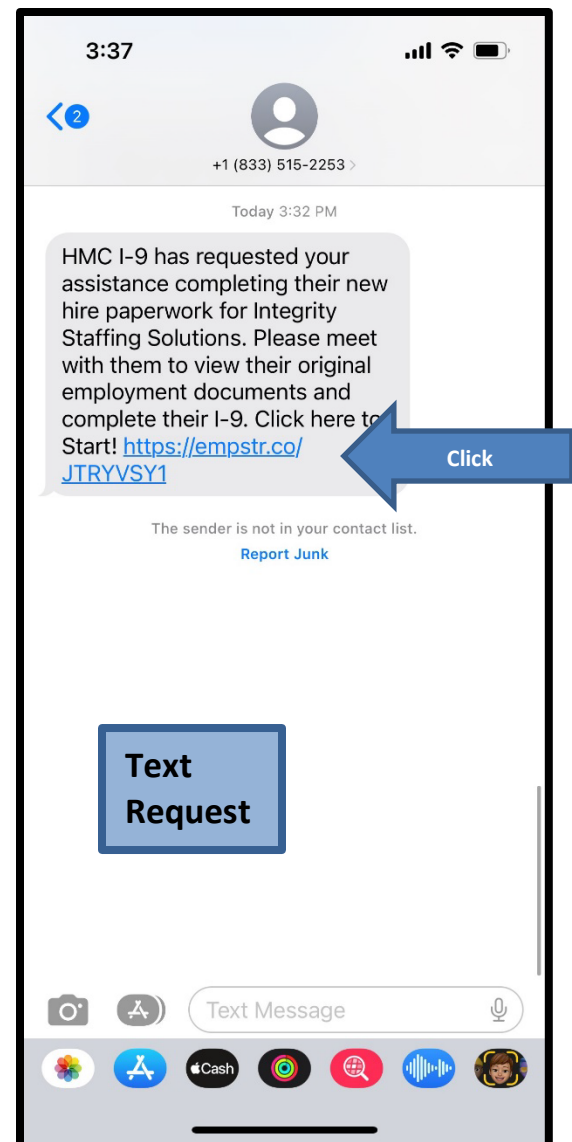 3:37
2
+1 (833) 515-2253 >
Today 3:32 PM
HMC I-9 has requested your
assistance completing their new
hire paperwork for Integrity
Staffing Solutions. Please meet
with them to view their original
employment documents and
complete their I-9. Click here to
Start! https://empstr.co/
JTRYVSY1
Click
The sender is not in your contact list.
Report Junk
Text
Request
Text Message
Cash